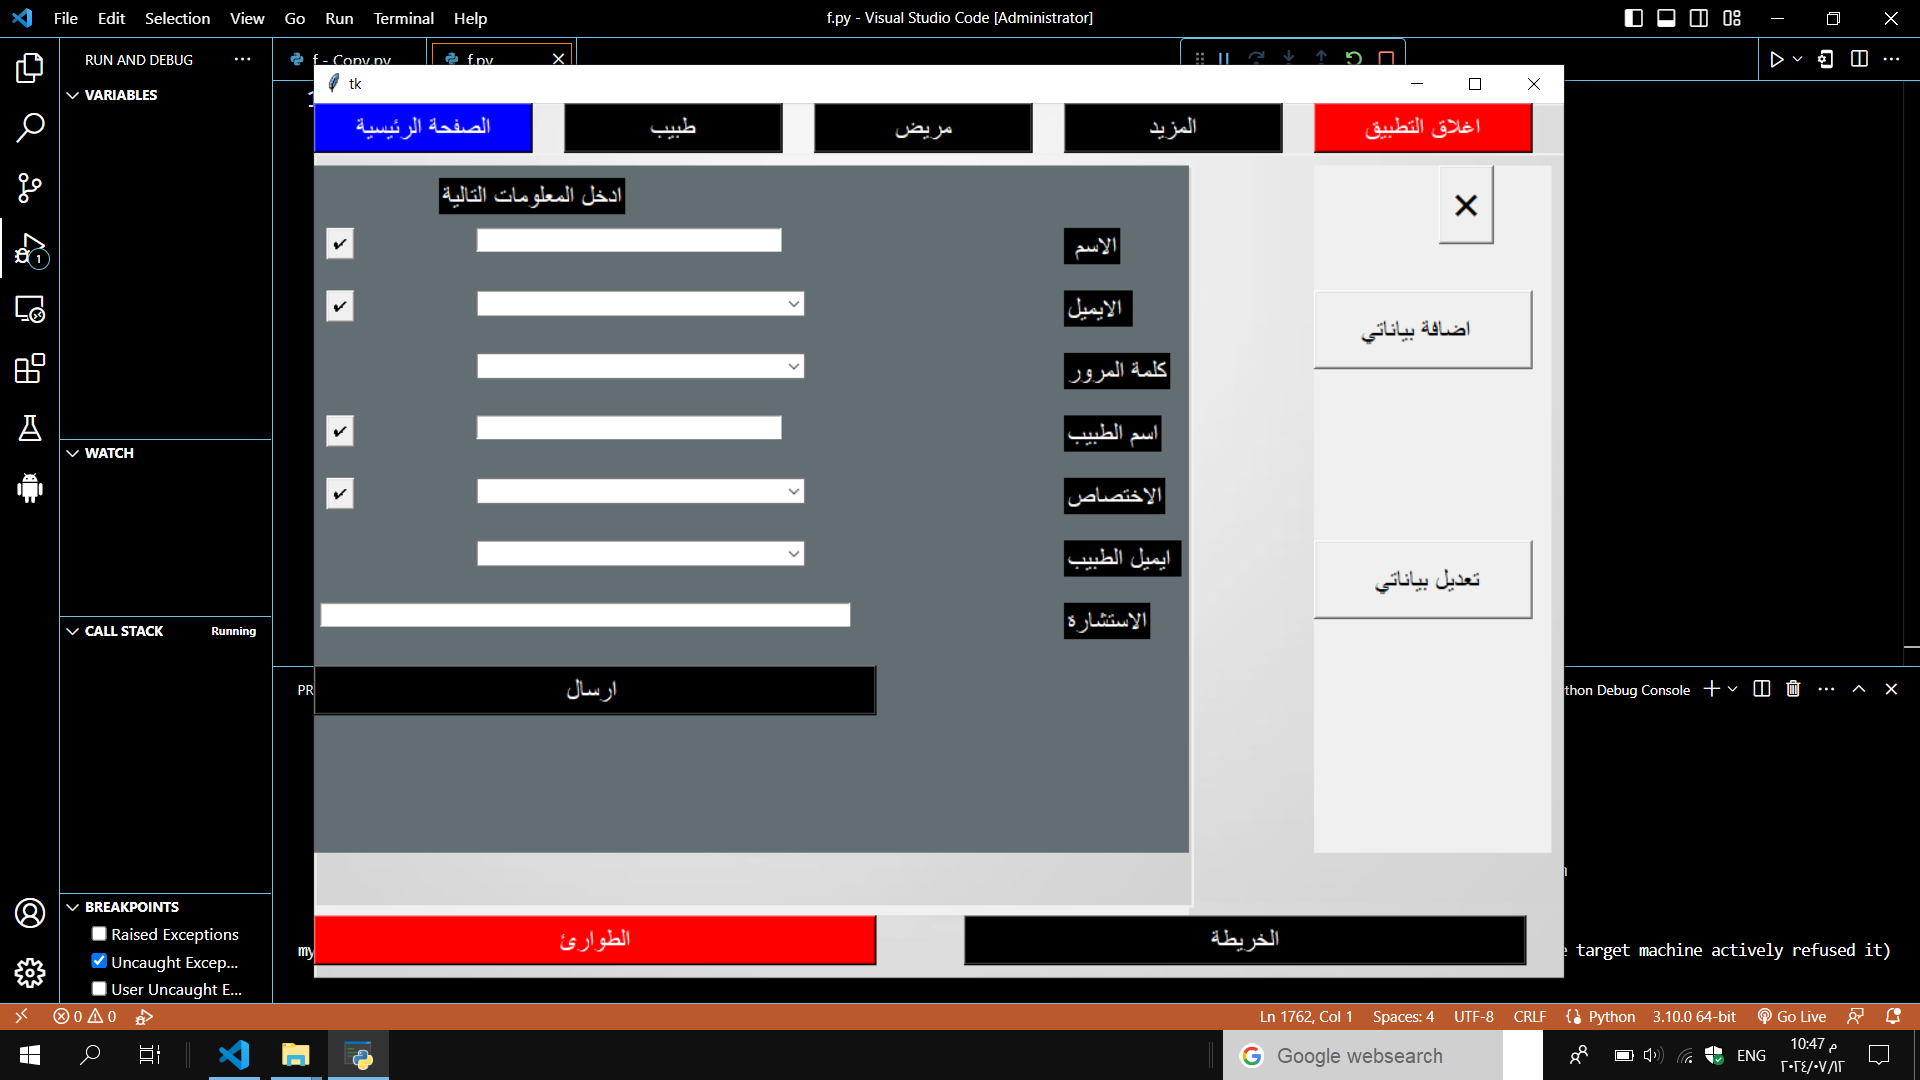 File Edit Selection View Go Run Terminal Help
f.py - Visual Studio Code [Administrator]
RUN AND DEBUG
f - Copy.py
f.py
VARIABLES
WATCH
CALL STACK
Running
BREAKPOINTS
Raised Exceptions
Uncaught Excep...
User Uncaught E...
tk
الصفحة الرئيسية
طبيب
مريض
المزيد
اغلاق التطبيق
ادخل المعلومات التالية
الاسم
الايميل
كلمة المرور
اسم الطبيب
الاختصاص
ايميل الطبيب
الاستشارة
ارسال
اضافة بياناتي
تعديل بياناتي
الطوارئ
الخريطة
PR
thon Debug Console
my
target machine actively refused it)
0 0
Ln 1762, Col 1 Spaces: 4 UTF-8 CRLF Python 3.10.0 64-bit Go Live
Google websearch
ENG
10:47 م
٢٠٢٤/٠٧/١٢
1